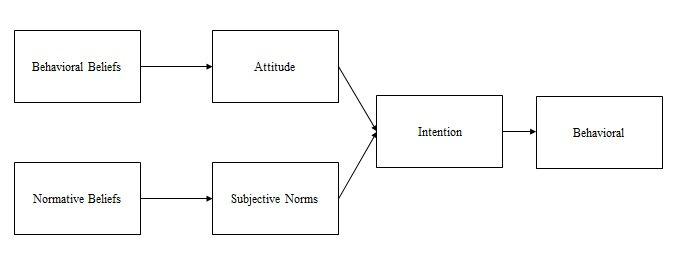 Behavioral Beliefs
Attitude
Intention
Behavioral
Normative Beliefs
Subjective Norms